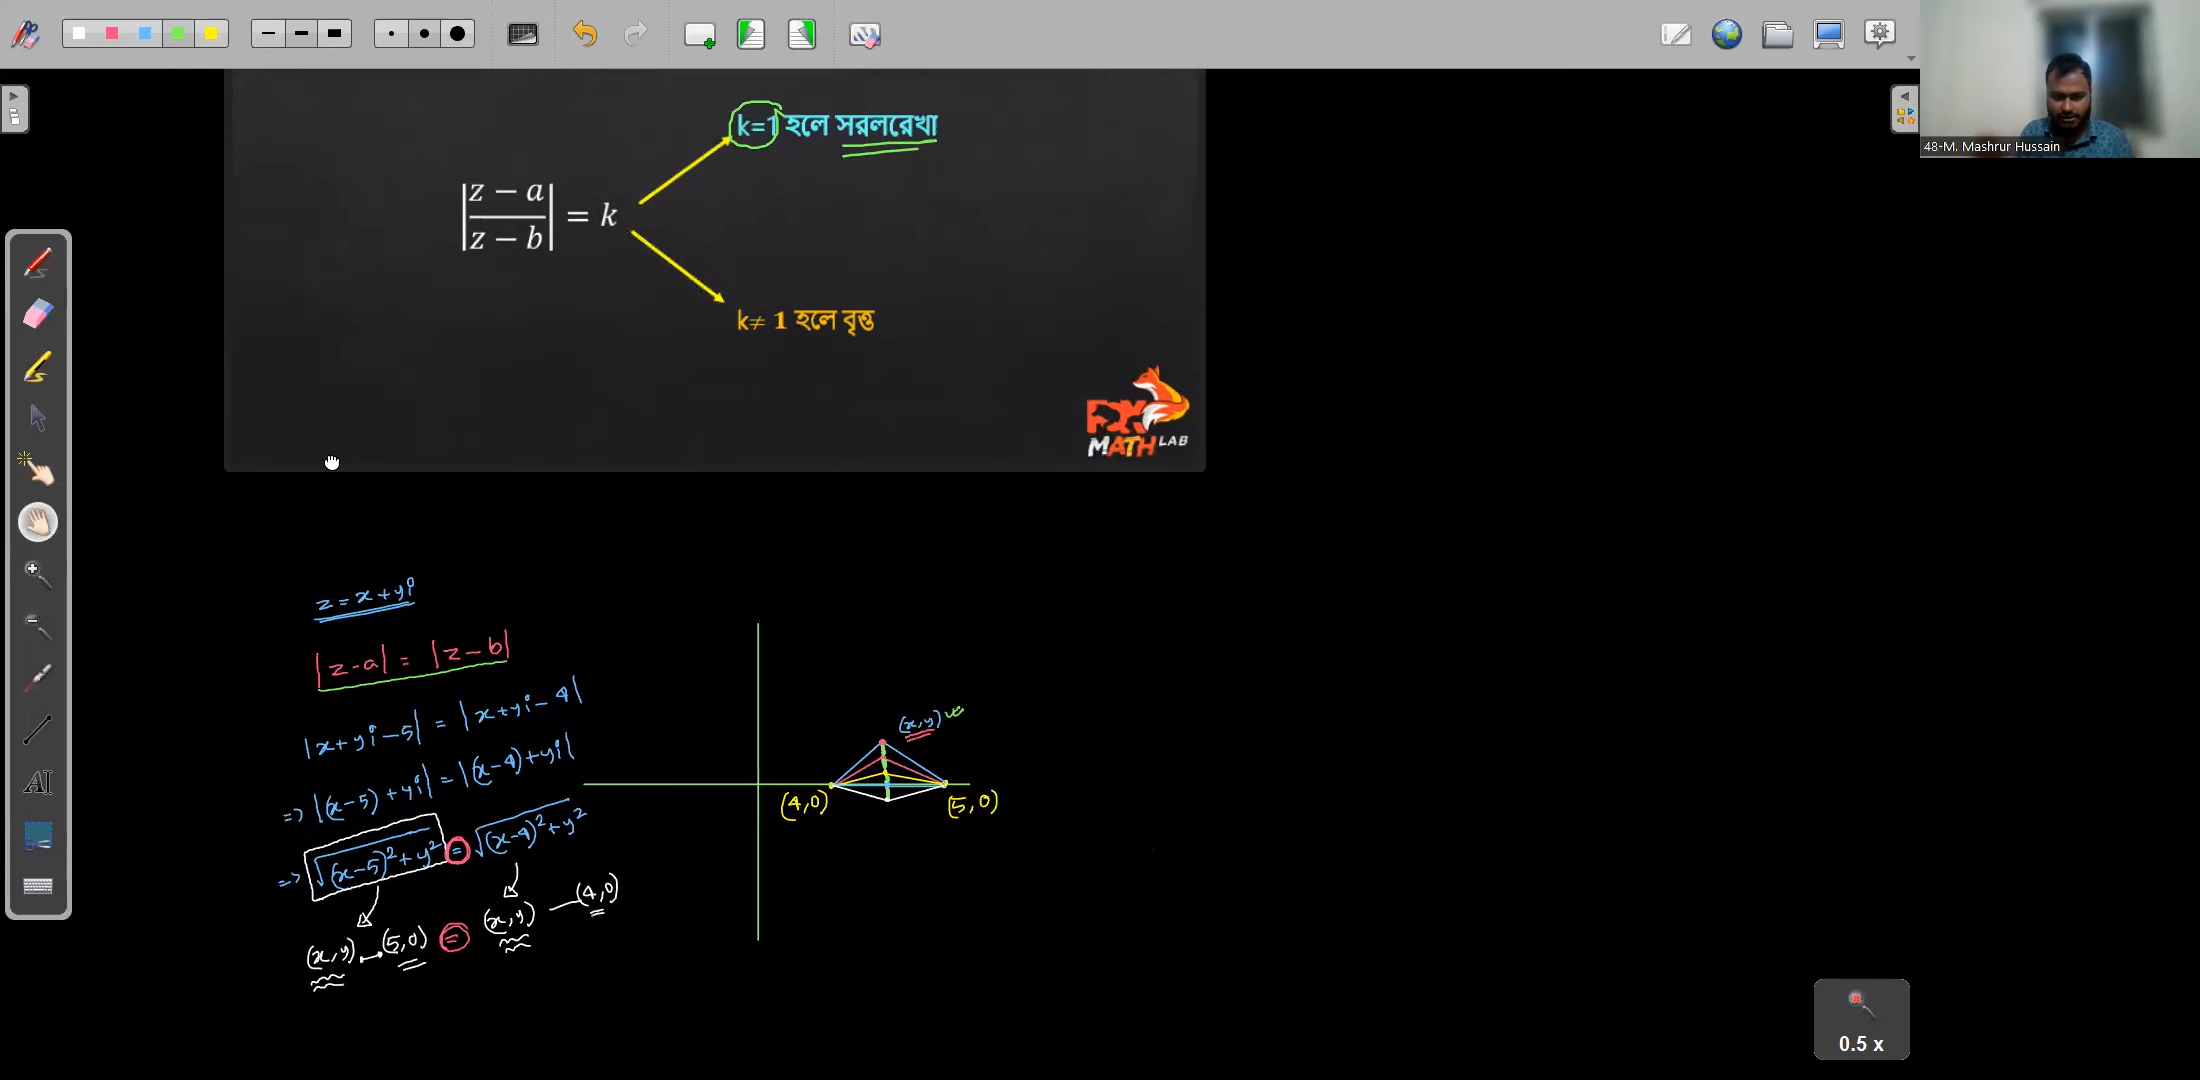 48-M. Mashrur Hussain
k=1 হলে সরলরেখা
|z − a / z − b| = k
k≠ 1 হলে বৃত্ত
FOX
MATH LAB
z = x + yi
|z-a| = |z-b|
|x+yi-5| = |x+yi-4|
=> |(x-5)+yi| = |(x-4)+yi|
=> √(x-5)²+y² = √(x-4)²+y²
(x,y) (5,0) = (x,y) (4,0)
(x,y)
(4,0) (5,0)
AI
0.5 x